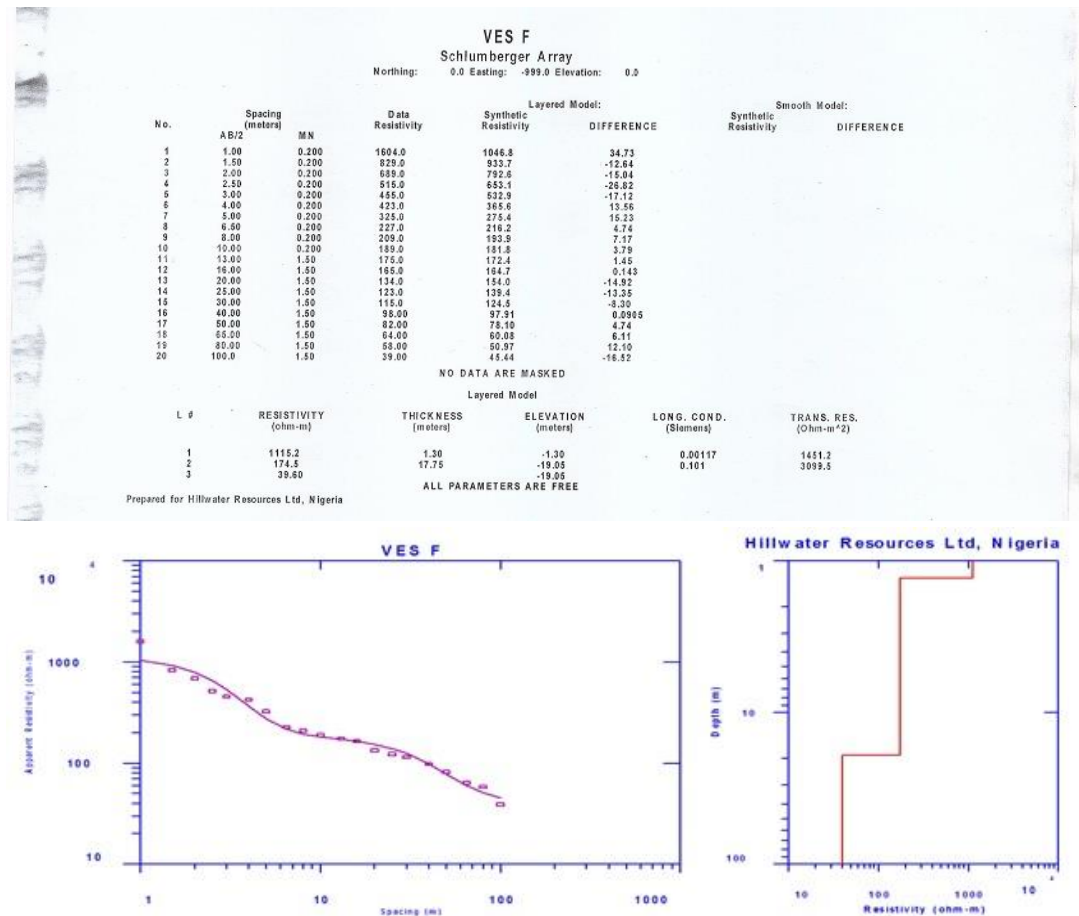 VES F
Schlumberger Array
Northing: 0.0 Easting: -999.0 Elevation: 0.0
Layered Model: Smooth Model:
No. Spacing (meters) Data Resistivity Synthetic Resistivity DIFFERENCE Synthetic Resistivity DIFFERENCE
AB/2 MN
1 1.00 0.200 1604.0 1046.8 34.73
2 1.50 0.200 829.0 933.7 -12.64
3 2.00 0.200 689.0 792.6 -15.04
4 2.50 0.200 515.0 653.1 -26.82
5 3.00 0.200 455.0 532.9 -17.12
6 4.00 0.200 423.0 365.6 13.56
7 5.00 0.200 325.0 275.4 15.23
8 6.50 0.200 227.0 216.2 4.74
9 8.00 0.200 209.0 193.9 7.17
10 10.00 0.200 189.0 181.8 3.79
11 13.00 1.50 175.0 172.4 1.45
12 16.00 1.50 165.0 164.7 0.143
13 20.00 1.50 134.0 154.0 -14.92
14 25.00 1.50 123.0 139.4 -13.35
15 30.00 1.50 115.0 124.5 -8.30
16 40.00 1.50 98.00 97.91 0.0905
17 50.00 1.50 82.00 78.10 4.74
18 65.00 1.50 64.00 60.08 6.11
19 80.00 1.50 58.00 50.97 12.10
20 100.0 1.50 39.00 45.44 -16.52
NO DATA ARE MASKED
Layered Model
L # RESISTIVITY THICKNESS ELEVATION LONG. COND. TRANS. RES.
(ohm-m) (meters) (meters) (Siemens) (Ohm-m^2)
1 1115.2 1.30 -1.30 0.00117 1451.2
2 174.5 17.75 -19.05 0.101 3099.5
3 39.60 -19.05
ALL PARAMETERS ARE FREE
Prepared for Hillwater Resources Ltd, Nigeria
VES F
10 4
1000
100
10
Apparent Resistivity (ohm-m)
1 10 100 1000
Spacing (m)
Hillwater Resources Ltd, Nigeria
1
10
100
Depth (m)
10 100 1000 10 4
Resistivity (ohm-m)